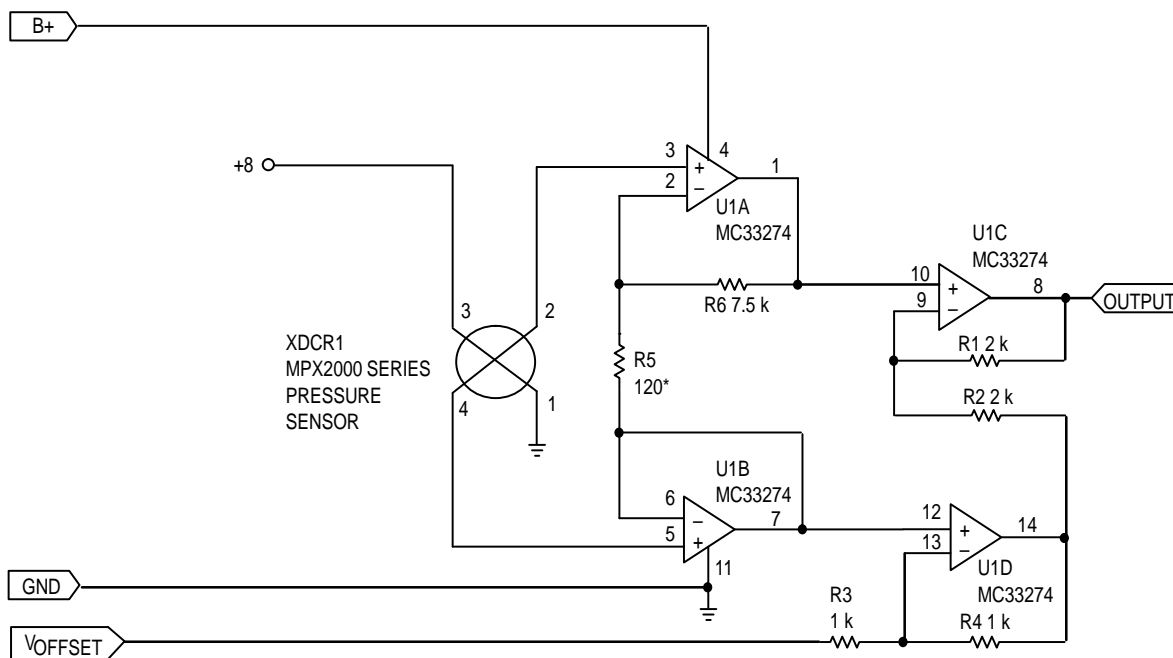 B+
+8
3
4
1
2
U1A
MC33274
U1C
MC33274
10
8
9
OUTPUT
R6 7.5 k
3
2
XDCR1
MPX2000 SERIES
PRESSURE
SENSOR
4
1
R5
120*
R1 2 k
R2 2 k
U1B
MC33274
6
7
5
12
14
13
11
U1D
MC33274
GND
R3
1 k
R4 1 k
VOFFSET
+
−
+
−
−
+
+
−